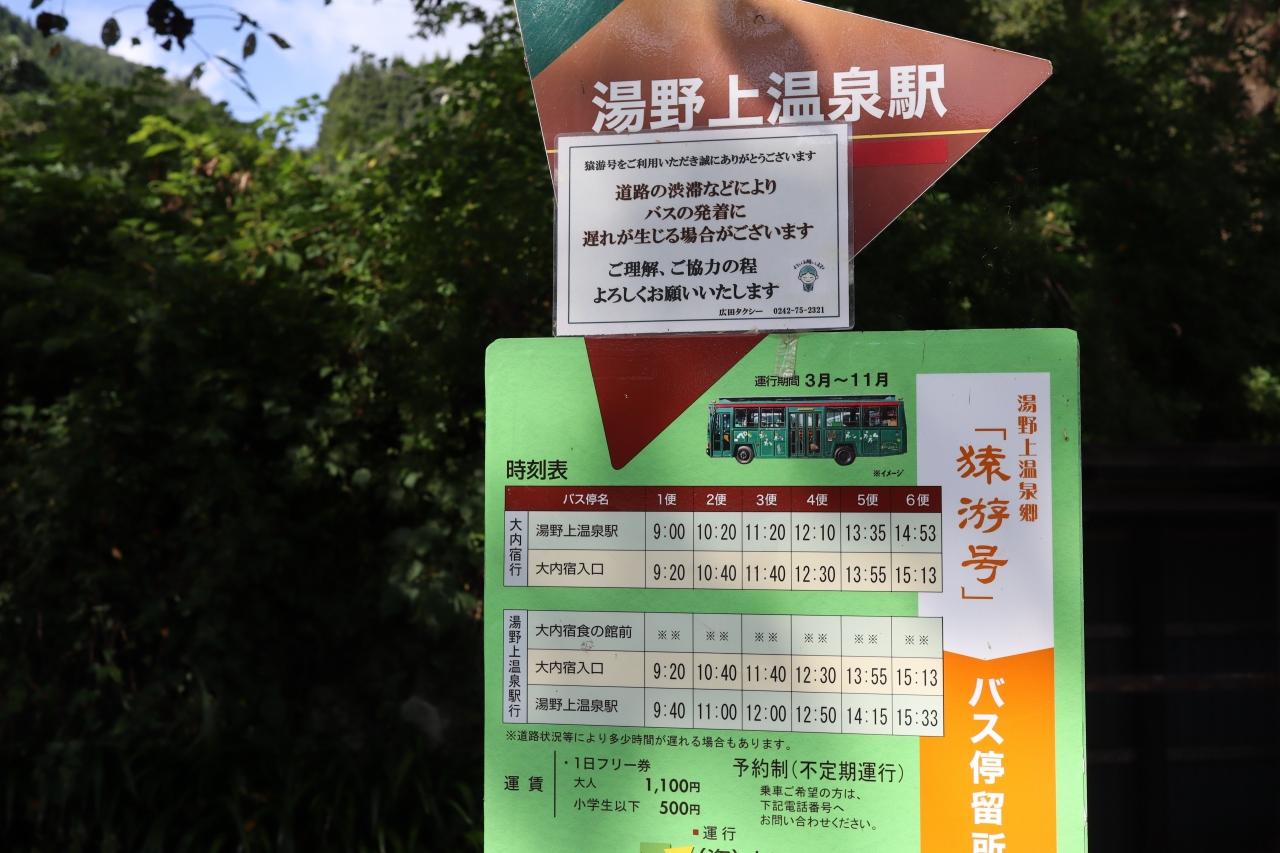 湯野上温泉駅
猿游号をご利用いただき誠にありがとうございます
道路の渋滞などにより
バスの発着に
遅れが生じる場合がございます
ご理解、ご協力の程
よろしくお願いいたします
広田タクシー 0242-75-2321
運行期間 3月〜11月
※イメージ
湯野上温泉郷
「猿游号」
バス停留所
時刻表
バス停名 1便 2便 3便 4便 5便 6便
大内宿行
湯野上温泉駅 9:00 10:20 11:20 12:10 13:35 14:53
大内宿入口 9:20 10:40 11:40 12:30 13:55 15:13
湯野上温泉駅行
大内宿食の館前 ※※ ※※ ※※ ※※ ※※ ※※
大内宿入口 9:20 10:40 11:40 12:30 13:55 15:13
湯野上温泉駅 9:40 11:00 12:00 12:50 14:15 15:33
※道路状況等により多少時間が遅れる場合もあります。
運賃
・1日フリー券
大人 1,100円
小学生以下 500円
予約制(不定期運行)
乗車ご希望の方は、
下記電話番号へ
お問い合わせください。
■運行